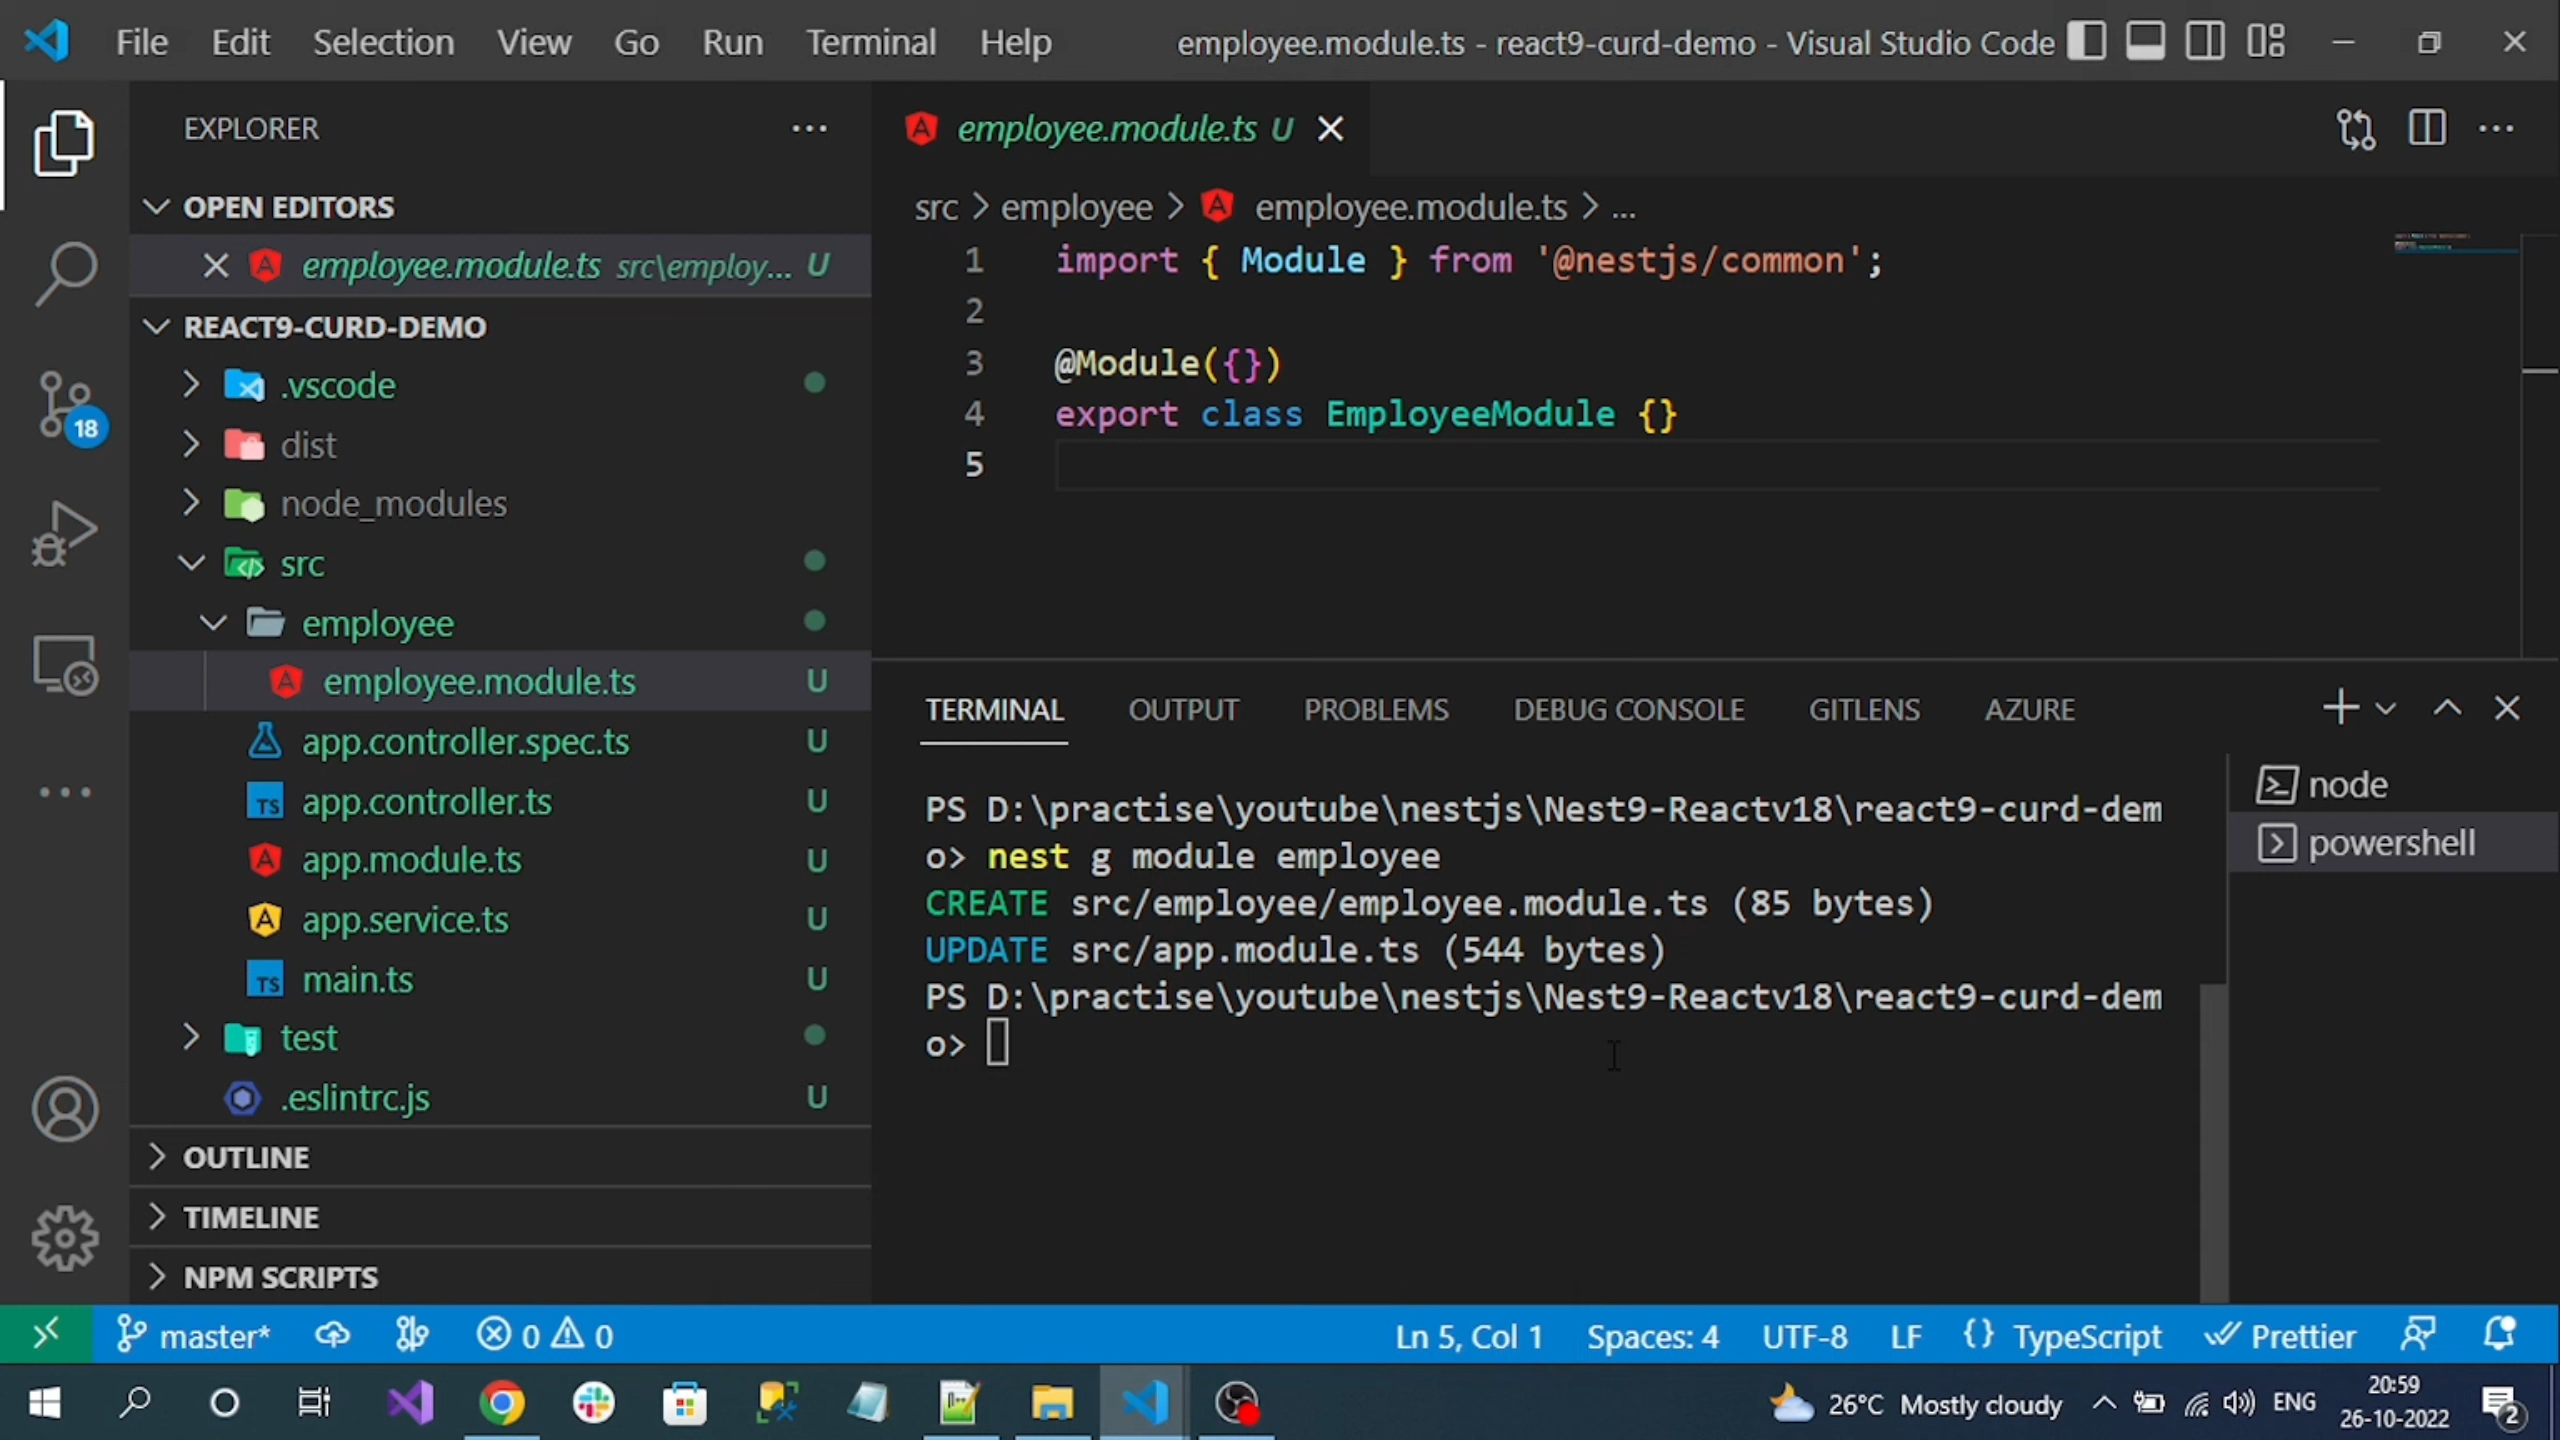 File Edit Selection View Go Run Terminal Help employee.module.ts - react9-curd-demo - Visual Studio Code
EXPLORER
OPEN EDITORS
employee.module.ts src\employ... U
REACT9-CURD-DEMO
.vscode
dist
node_modules
src
employee
employee.module.ts U
app.controller.spec.ts U
app.controller.ts U
app.module.ts U
app.service.ts U
main.ts U
test
.eslintrc.js U
OUTLINE
TIMELINE
NPM SCRIPTS
18
employee.module.ts U
src > employee > employee.module.ts > ...
1 import { Module } from '@nestjs/common';
2
3 @Module({})
4 export class EmployeeModule {}
5
TERMINAL OUTPUT PROBLEMS DEBUG CONSOLE GITLENS AZURE
PS D:\practise\youtube\nestjs\Nest9-Reactv18\react9-curd-dem
o> nest g module employee
CREATE src/employee/employee.module.ts (85 bytes)
UPDATE src/app.module.ts (544 bytes)
PS D:\practise\youtube\nestjs\Nest9-Reactv18\react9-curd-dem
o>
node
powershell
master* 0 0 Ln 5, Col 1 Spaces: 4 UTF-8 LF {} TypeScript Prettier
26°C Mostly cloudy ENG
20:59
26-10-2022
2